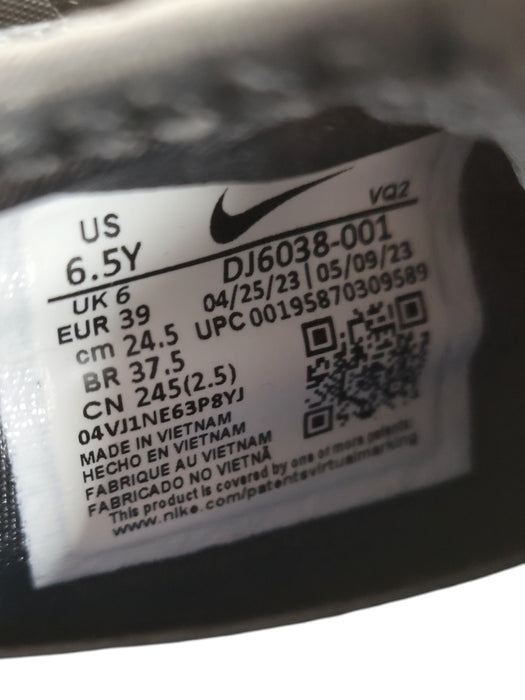 US
6.5Y
VQ2
DJ6038-001
04/25/23 | 05/09/23
UPC 00195870309589
UK 6
EUR 39
cm 24.5
BR 37.5
CN 245(2.5)
04VJ1NE63P8YJ
MADE IN VIETNAM
HECHO EN VIETNAM
FABRIQUE AU VIETNAM
FABRICADO NO VIETNÃ
This product is covered by one or more patents:
www.nike.com/patentsvirtualmarking